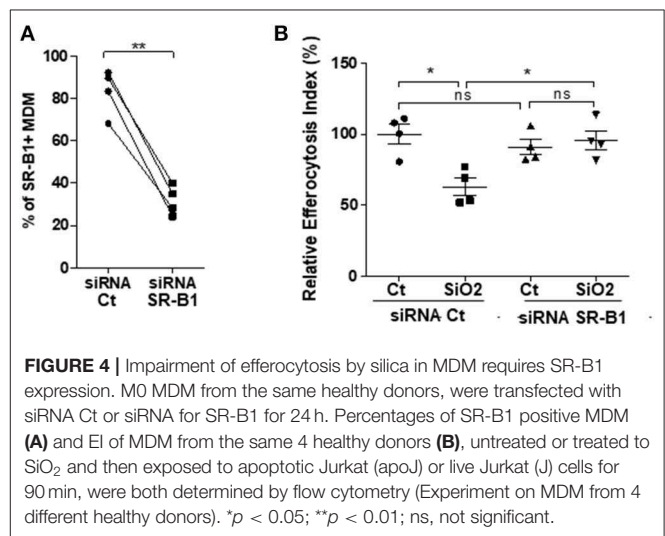 A
**
% of SR-B1+ MDM
100
80
60
40
20
0
siRNA Ct
siRNA SR-B1
B
Relative Efferocytosis Index (%)
150
100
50
0
*
*
ns
ns
Ct
SiO2
Ct
SiO2
siRNA Ct
siRNA SR-B1
FIGURE 4 | Impairment of efferocytosis by silica in MDM requires SR-B1
expression. M0 MDM from the same healthy donors, were transfected with
siRNA Ct or siRNA for SR-B1 for 24 h. Percentages of SR-B1 positive MDM
(A) and EI of MDM from the same 4 healthy donors (B), untreated or treated to
SiO₂ and then exposed to apoptotic Jurkat (apoJ) or live Jurkat (J) cells for
90 min, were both determined by flow cytometry (Experiment on MDM from 4
different healthy donors). *p < 0.05; **p < 0.01; ns, not significant.